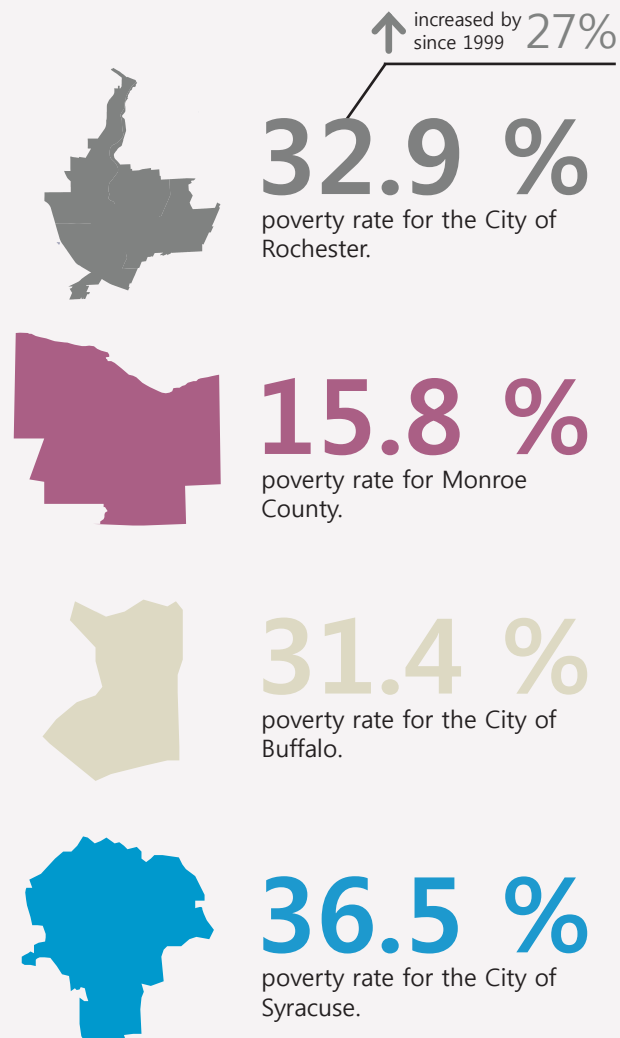 increased by 27%
since 1999
32.9 %
poverty rate for the City of
Rochester.
15.8 %
poverty rate for Monroe
County.
31.4 %
poverty rate for the City of
Buffalo.
36.5 %
poverty rate for the City of
Syracuse.